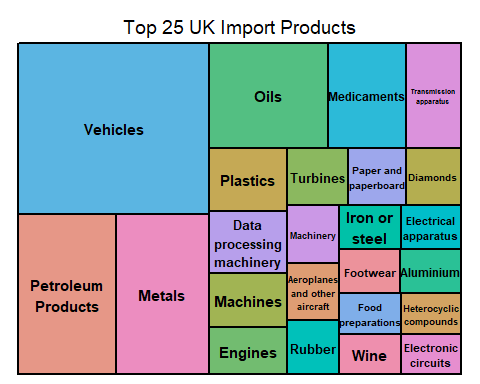 Top 25 UK Import Products
Vehicles
Petroleum
Products
Metals
Oils
Medicaments
Transmission
apparatus
Plastics
Turbines
Paper and
paperboard
Diamonds
Data
processing
machinery
Machinery
Iron or
steel
Electrical
apparatus
Machines
Aeroplanes
and other
aircraft
Footwear
Aluminium
Food
preparations
Heterocyclic
compounds
Engines
Rubber
Wine
Electronic
circuits